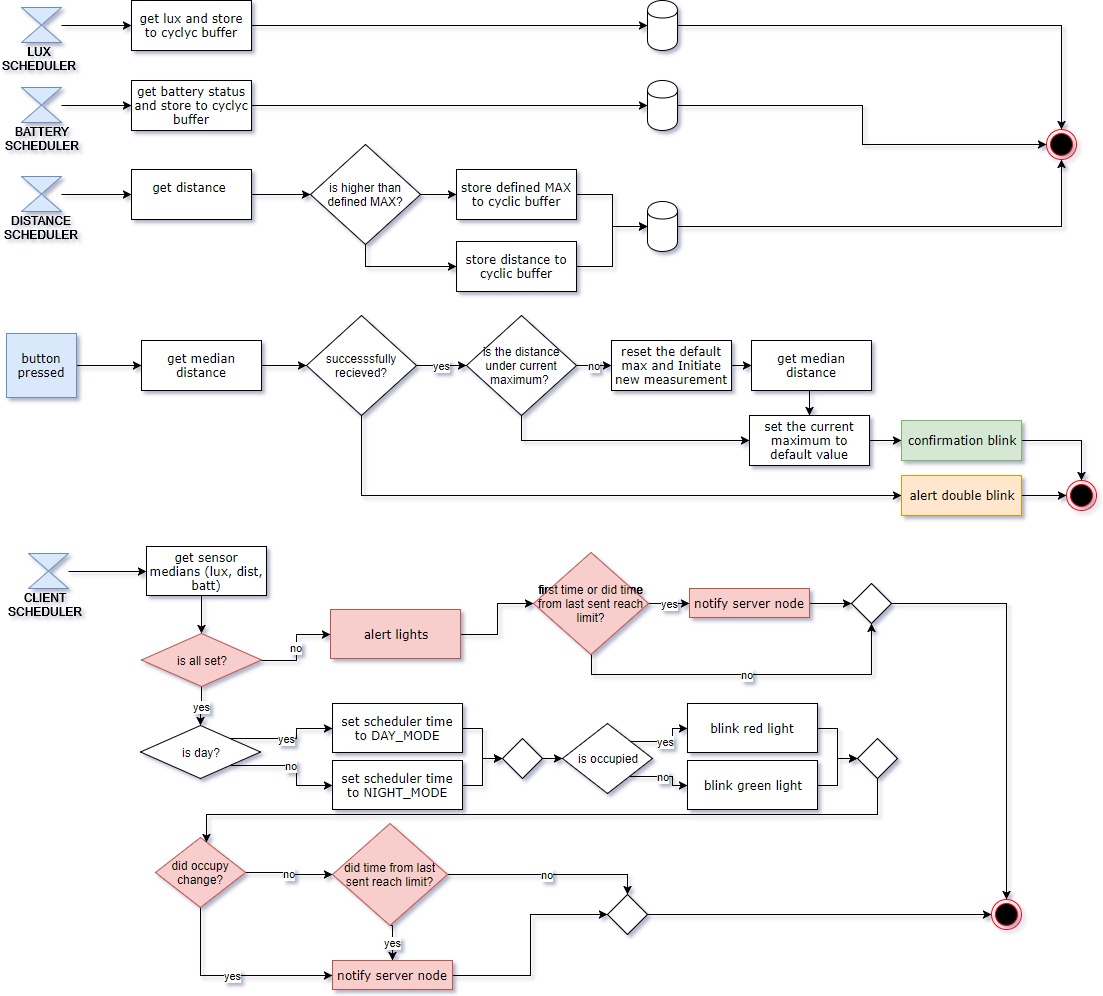 get lux and store
to cyclyc buffer
LUX
SCHEDULER
get battery status
and store to cyclyc
buffer
BATTERY
SCHEDULER
get distance
is higher than
defined MAX?
store defined MAX
to cyclic buffer
DISTANCE
SCHEDULER
store distance to
cyclic buffer
button
pressed
get median
distance
successsfully
recieved?
yes
is the distance
under current
maximum?
no
reset the default
max and Initiate
new measurement
get median
distance
set the current
maximum to
default value
confirmation blink
alert double blink
CLIENT
SCHEDULER
get sensor
medians (lux, dist,
batt)
is all set?
no
alert lights
first time or did time
from last sent reach
limit?
yes
notify server node
no
yes
is day?
yes
set scheduler time
to DAY_MODE
no
set scheduler time
to NIGHT_MODE
is occupied
yes
blink red light
no
blink green light
did occupy
change?
no
did time from last
sent reach limit?
no
yes
yes
notify server node